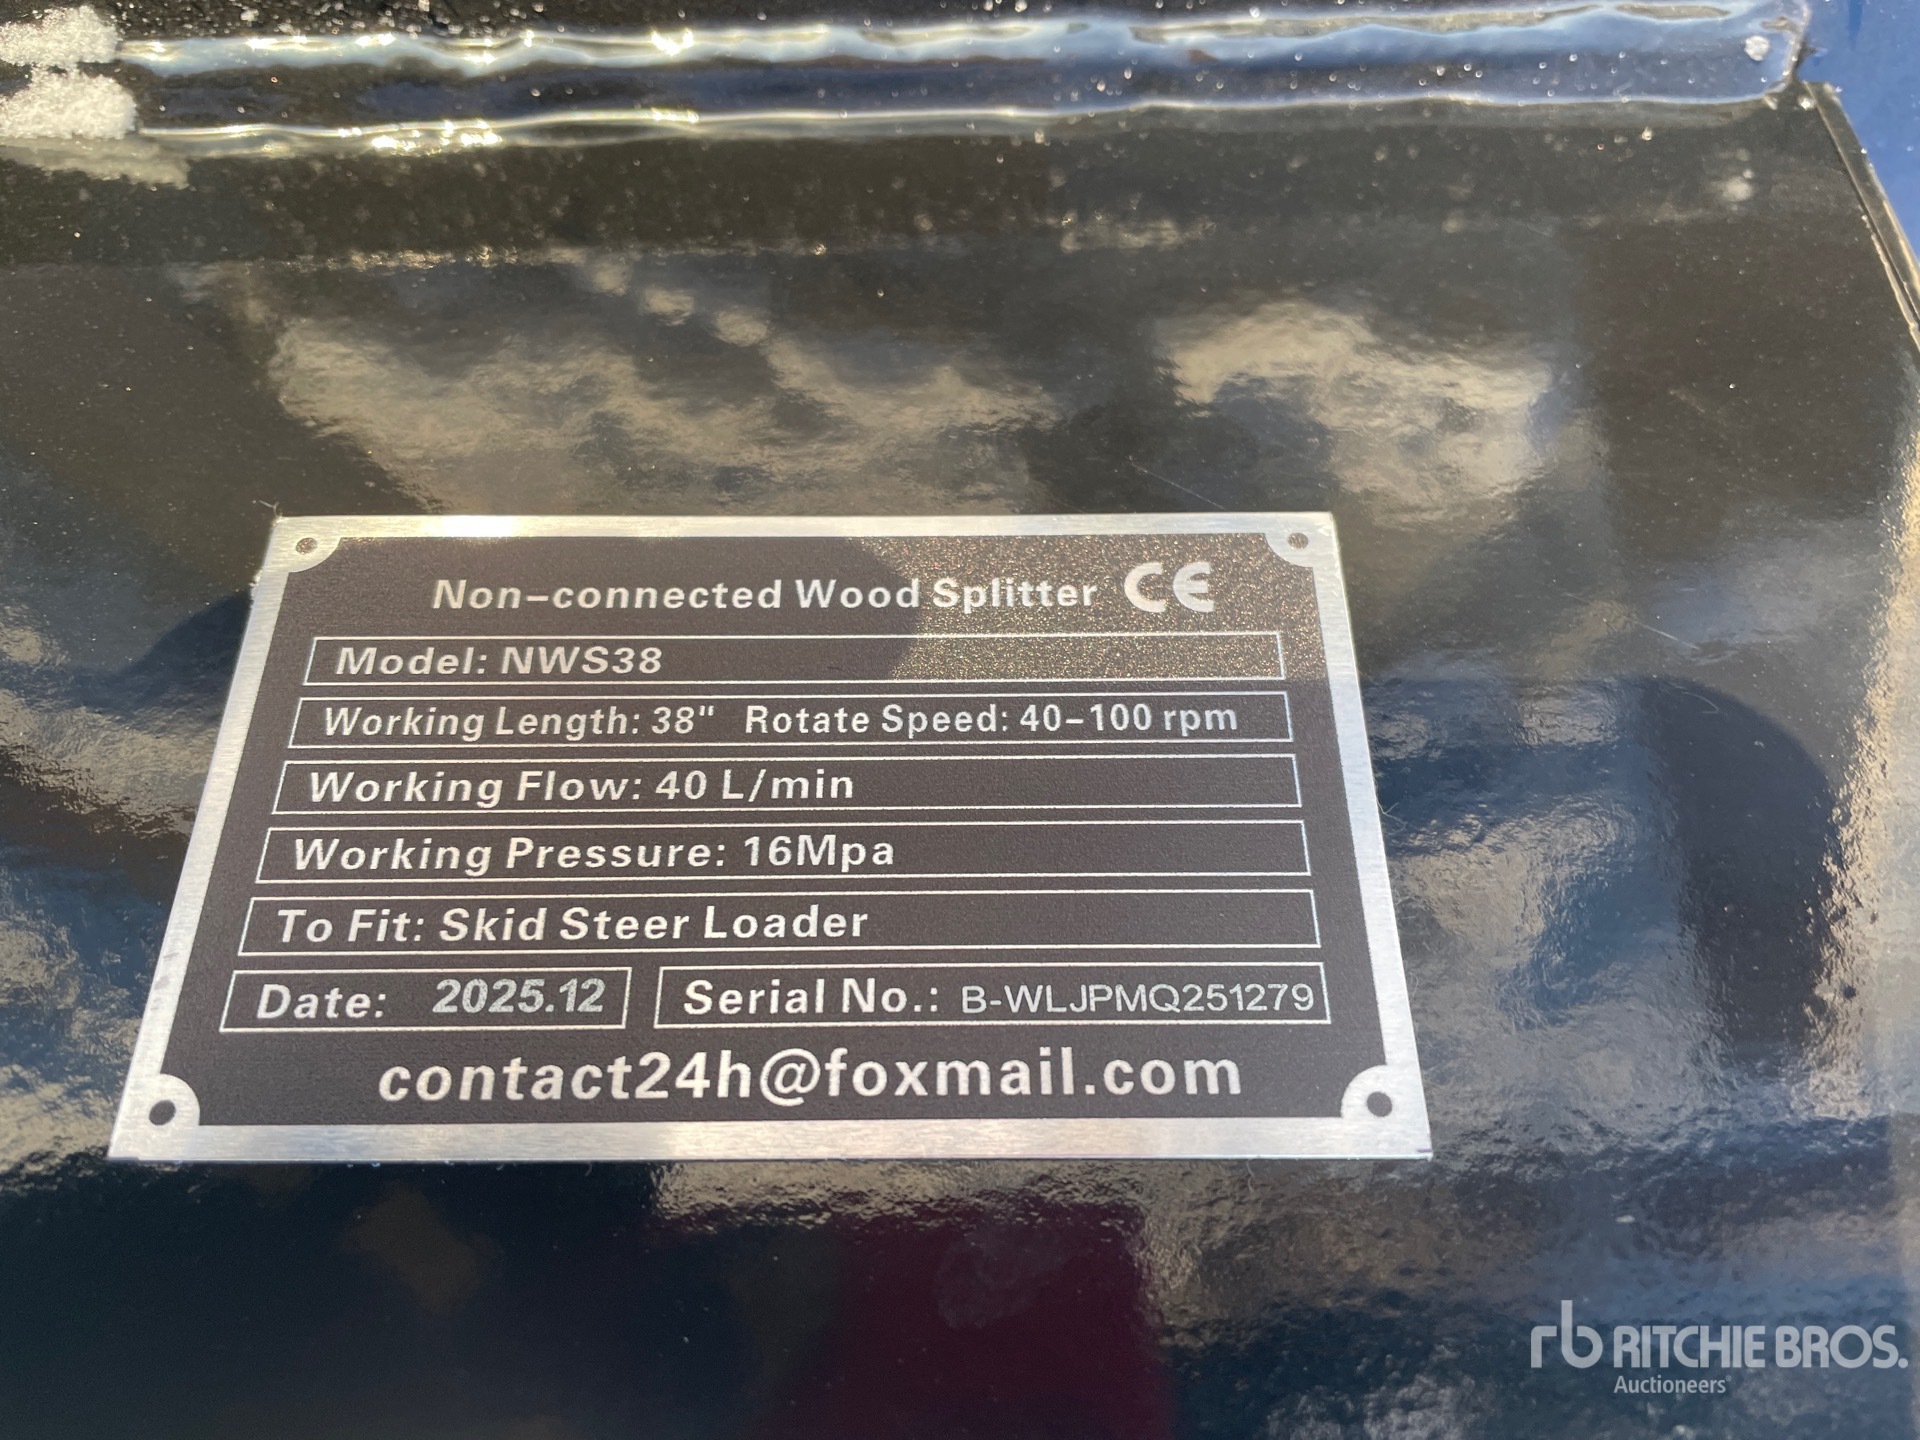 Non-connected Wood Splitter CE
Model: NWS38
Working Length: 38" Rotate Speed: 40-100 rpm
Working Flow: 40 L/min
Working Pressure: 16Mpa
To Fit: Skid Steer Loader
Date: 2025.12 Serial No.: B-WLJPMQ251279
contact24h@foxmail.com
rb RITCHIE BROS.
Auctioneers